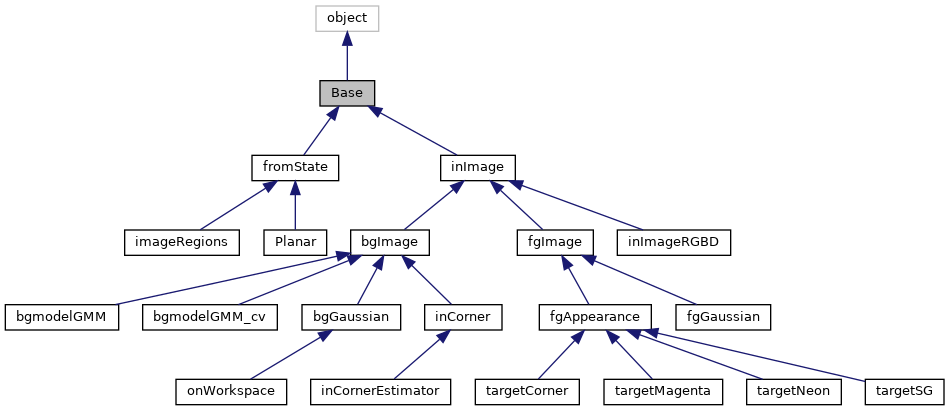 object
Base
fromState
inImage
imageRegions
Planar
bgImage
fgImage
inImageRGBD
bgmodelGMM
bgmodelGMM_cv
bgGaussian
inCorner
fgAppearance
fgGaussian
onWorkspace
inCornerEstimator
targetCorner
targetMagenta
targetNeon
targetSG